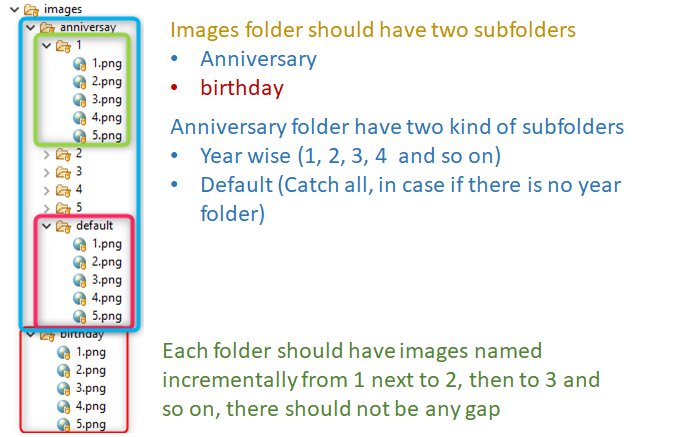 images
anniversay
1
1.png
2.png
3.png
4.png
5.png
2
3
4
5
default
1.png
2.png
3.png
4.png
5.png
birthday
1.png
2.png
3.png
4.png
5.png
Images folder should have two subfolders
• Anniversary
• birthday
Anniversary folder have two kind of subfolders
• Year wise (1, 2, 3, 4 and so on)
• Default (Catch all, in case if there is no year
folder)
Each folder should have images named
incrementally from 1 next to 2, then to 3 and
so on, there should not be any gap